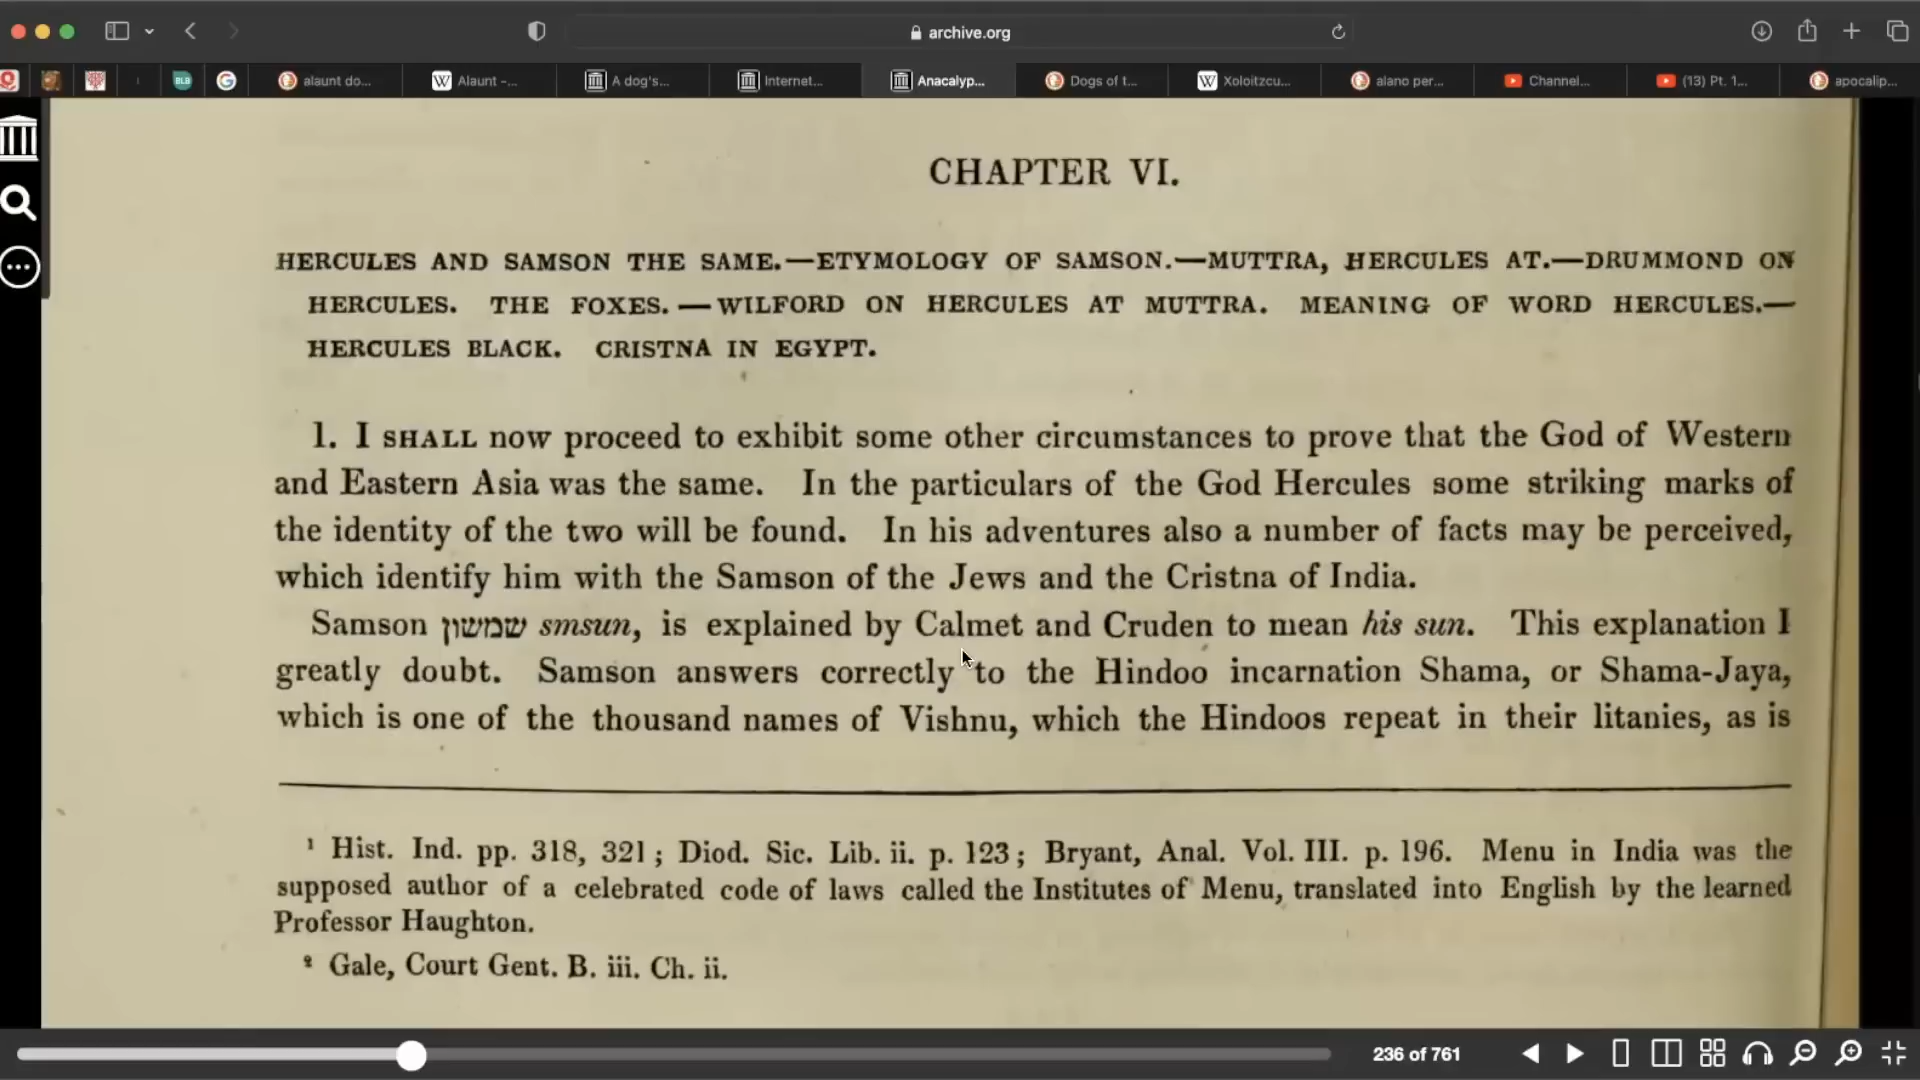 archive.org
BLB
alaunt do...
Alaunt -...
A dog's...
Internet...
Anacalyp...
Dogs of t...
Xoloitzcu...
alano per...
Channel...
(13) Pt. 1...
apocalip...
CHAPTER VI.
HERCULES AND SAMSON THE SAME.—ETYMOLOGY OF SAMSON.—MUTTRA, HERCULES AT.—DRUMMOND ON
HERCULES. THE FOXES.—WILFORD ON HERCULES AT MUTTRA. MEANING OF WORD HERCULES.—
HERCULES BLACK. CRISTNA IN EGYPT.
1. I SHALL now proceed to exhibit some other circumstances to prove that the God of Western
and Eastern Asia was the same. In the particulars of the God Hercules some striking marks of
the identity of the two will be found. In his adventures also a number of facts may be perceived,
which identify him with the Samson of the Jews and the Cristna of India.
Samson שמשון smsun, is explained by Calmet and Cruden to mean his sun. This explanation I
greatly doubt. Samson answers correctly to the Hindoo incarnation Shama, or Shama-Jaya,
which is one of the thousand names of Vishnu, which the Hindoos repeat in their litanies, as is
¹ Hist. Ind. pp. 318, 321; Diod. Sic. Lib. ii. p. 123; Bryant, Anal. Vol. III. p. 196. Menu in India was the
supposed author of a celebrated code of laws called the Institutes of Menu, translated into English by the learned
Professor Haughton.
² Gale, Court Gent. B. iii. Ch. ii.
236 of 761